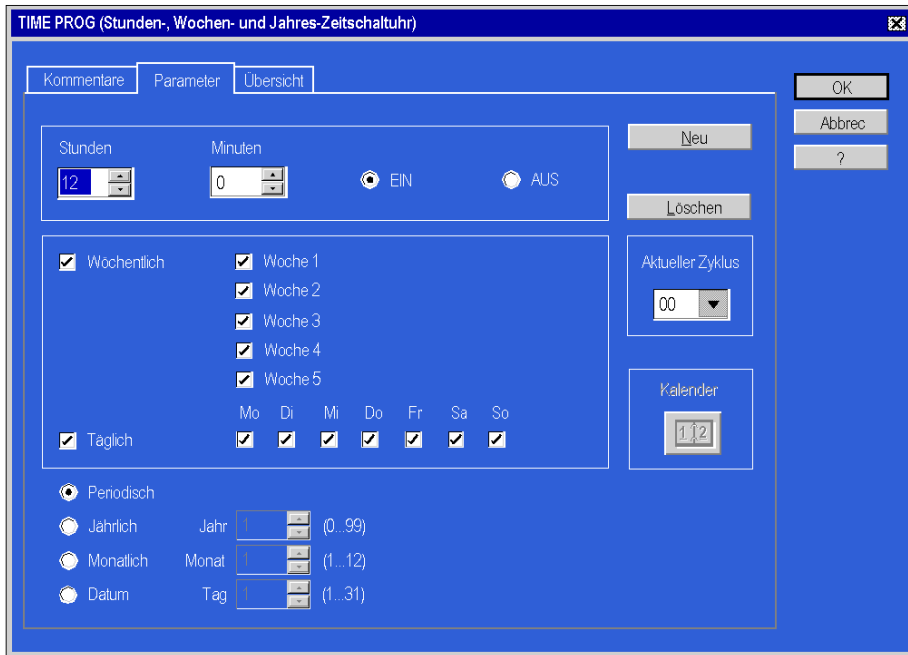 TIME PROG (Stunden-, Wochen- und Jahres-Zeitschaltuhr)
Kommentare Parameter Übersicht
OK
Abbrec
?
Stunden Minuten
12 0 EIN AUS
Neu
Löschen
Wöchentlich Woche 1
Woche 2
Woche 3
Woche 4
Woche 5
Mo Di Mi Do Fr Sa So
Täglich
Aktueller Zyklus
00
Kalender
1 2
Periodisch
Jährlich Jahr 1 (0...99)
Monatlich Monat 1 (1...12)
Datum Tag 1 (1...31)